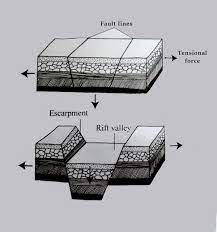 Fault lines
Tensional
force
Escarpment
Rift valley